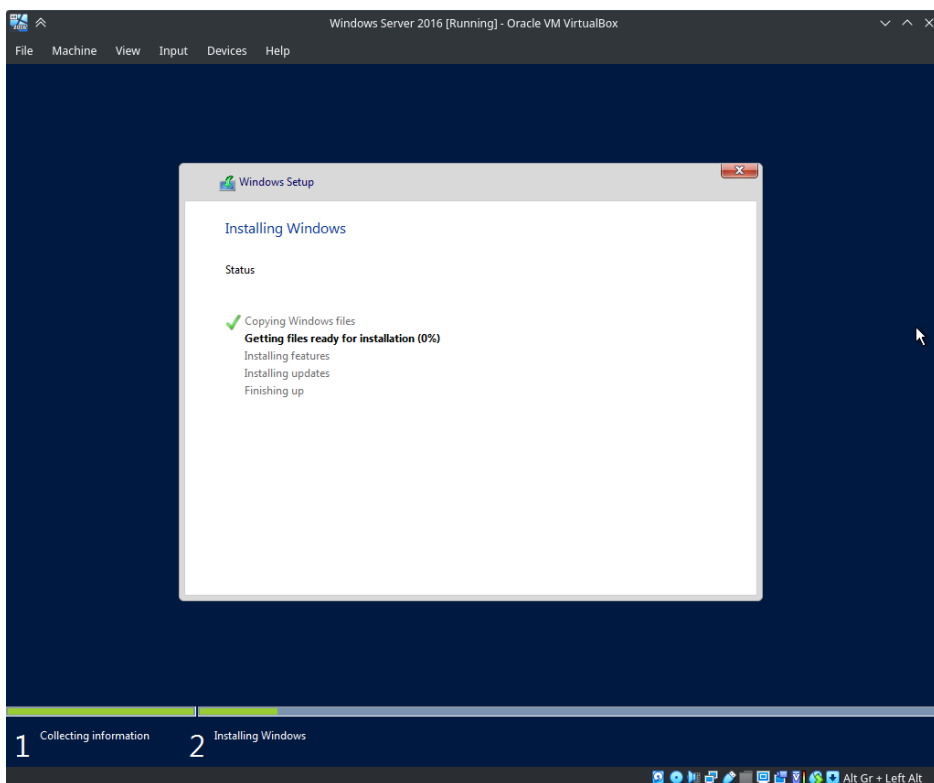 Windows Server 2016 [Running] - Oracle VM VirtualBox
File Machine View Input Devices Help
Windows Setup
Installing Windows
Status
Copying Windows files
Getting files ready for installation (0%)
Installing features
Installing updates
Finishing up
1 Collecting information 2 Installing Windows
Alt Gr + Left Alt